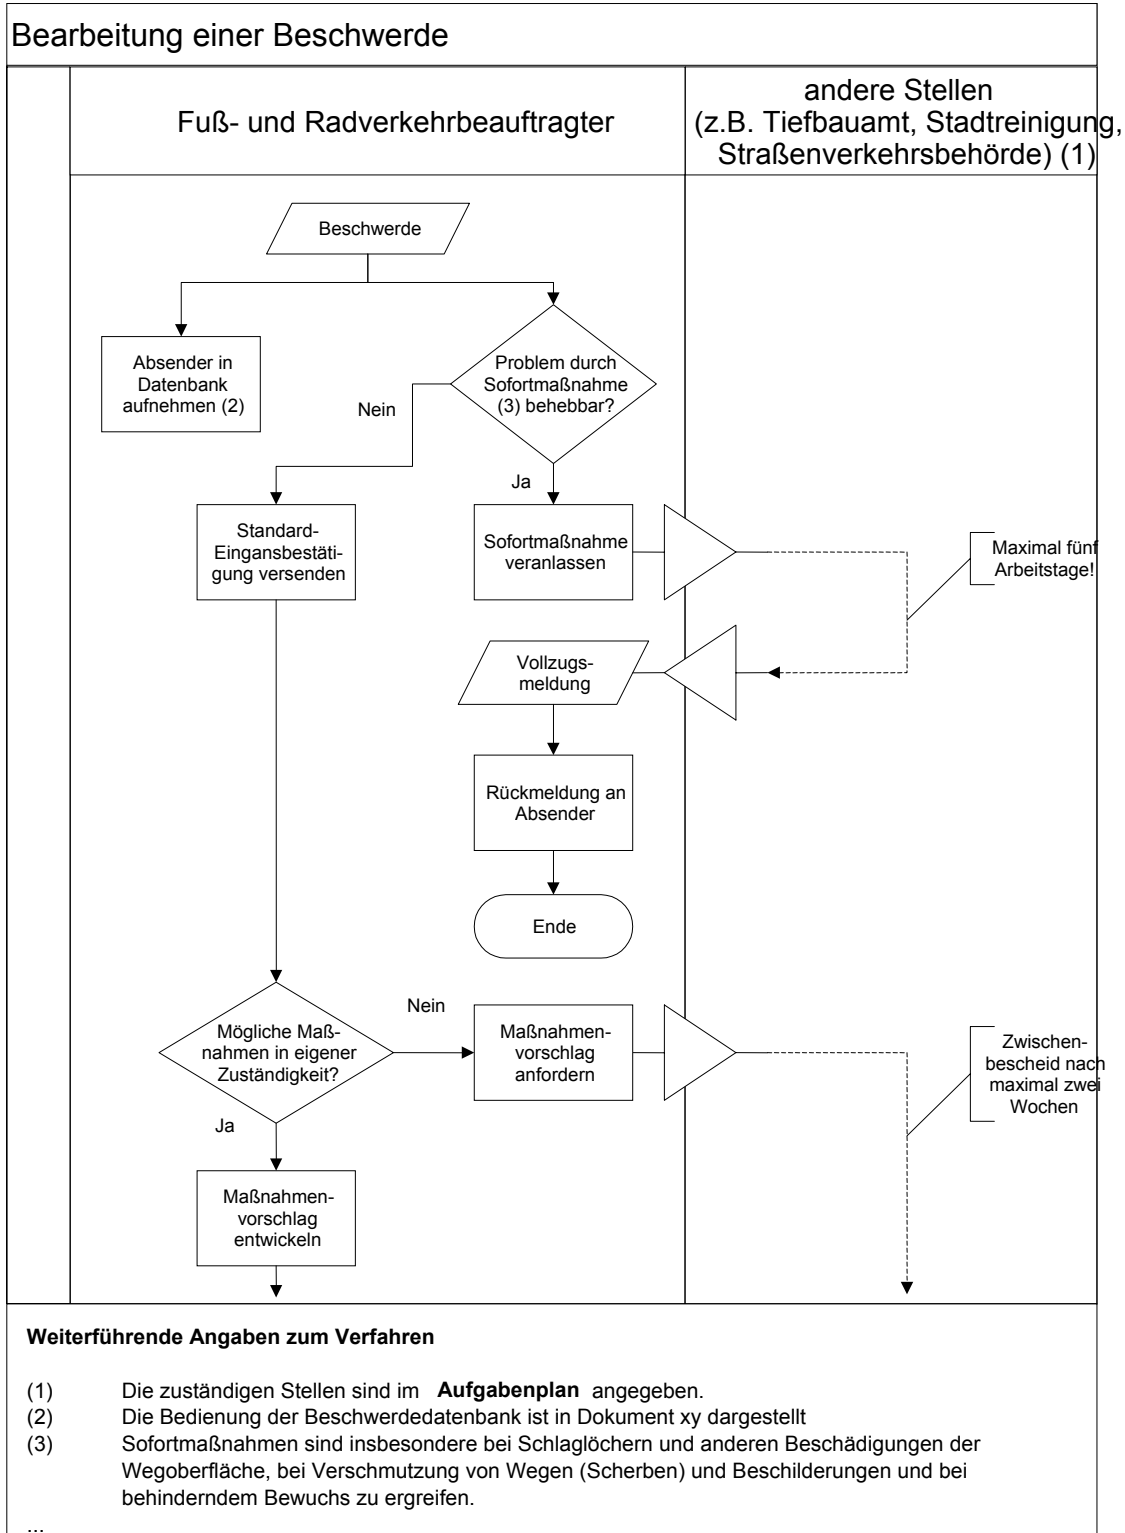 Bearbeitung einer Beschwerde
Fuß- und Radverkehrbeauftragter
andere Stellen
(z.B. Tiefbauamt, Stadtreinigung,
Straßenverkehrsbehörde) (1)
Beschwerde
Absender in
Datenbank
aufnehmen (2)
Problem durch
Sofortmaßnahme
(3) behebbar?
Nein
Ja
Standard-
Eingansbestäti-
gung versenden
Sofortmaßnahme
veranlassen
Maximal fünf
Arbeitstage!
Vollzugs-
meldung
Rückmeldung an
Absender
Ende
Mögliche Maß-
nahmen in eigener
Zuständigkeit?
Nein
Maßnahmen-
vorschlag
anfordern
Zwischen-
bescheid nach
maximal zwei
Wochen
Ja
Maßnahmen-
vorschlag
entwickeln
Weiterführende Angaben zum Verfahren
(1) Die zuständigen Stellen sind im Aufgabenplan angegeben.
(2) Die Bedienung der Beschwerdedatenbank ist in Dokument xy dargestellt
(3) Sofortmaßnahmen sind insbesondere bei Schlaglöchern und anderen Beschädigungen der
Wegoberfläche, bei Verschmutzung von Wegen (Scherben) und Beschilderungen und bei
behinderndem Bewuchs zu ergreifen.
...